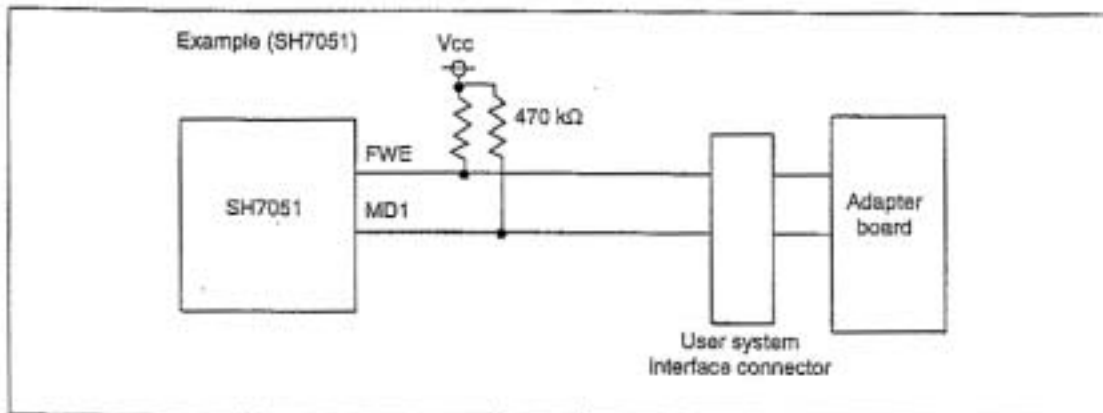 Example (SH7051)
Vcc
470 kΩ
FWE
SH7051
MD1
Adapter
board
User system
Interface connector